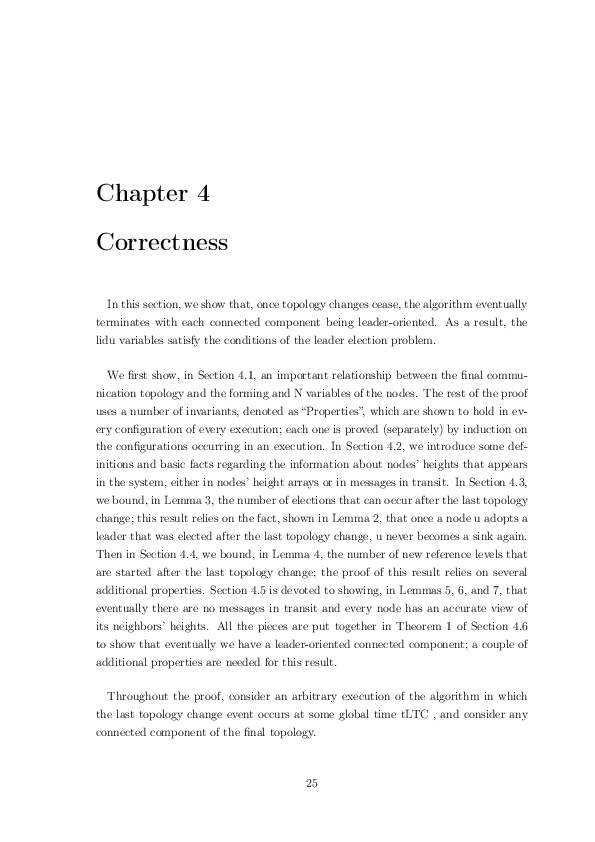 Chapter 4
Correctness
In this section, we show that, once topology changes cease, the algorithm eventually
terminates with each connected component being leader-oriented. As a result, the
lidu variables satisfy the conditions of the leader election problem.
We first show, in Section 4.1, an important relationship between the final commu-
nication topology and the forming and N variables of the nodes. The rest of the proof
uses a number of invariants, denoted as “Properties”, which are shown to hold in ev-
ery configuration of every execution; each one is proved (separately) by induction on
the configurations occurring in an execution. In Section 4.2, we introduce some def-
initions and basic facts regarding the information about nodes’ heights that appears
in the system, either in nodes’ height arrays or in messages in transit. In Section 4.3,
we bound, in Lemma 3, the number of elections that can occur after the last topology
change; this result relies on the fact, shown in Lemma 2, that once a node u adopts a
leader that was elected after the last topology change, u never becomes a sink again.
Then in Section 4.4, we bound, in Lemma 4, the number of new reference levels that
are started after the last topology change; the proof of this result relies on several
additional properties. Section 4.5 is devoted to showing, in Lemmas 5, 6, and 7, that
eventually there are no messages in transit and every node has an accurate view of
its neighbors’ heights. All the pieces are put together in Theorem 1 of Section 4.6
to show that eventually we have a leader-oriented connected component; a couple of
additional properties are needed for this result.
Throughout the proof, consider an arbitrary execution of the algorithm in which
the last topology change event occurs at some global time tLTC , and consider any
connected component of the final topology.
25